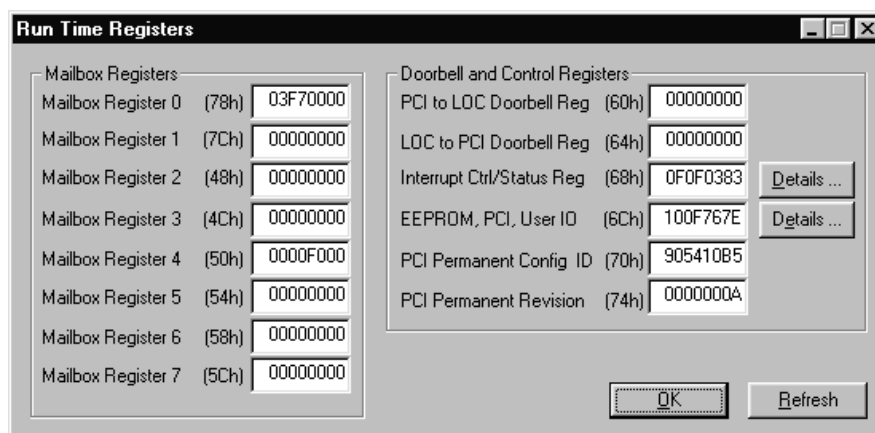 Run Time Registers
Mailbox Registers
Mailbox Register 0 (78h) 03F70000
Mailbox Register 1 (7Ch) 00000000
Mailbox Register 2 (48h) 00000000
Mailbox Register 3 (4Ch) 00000000
Mailbox Register 4 (50h) 0000F000
Mailbox Register 5 (54h) 00000000
Mailbox Register 6 (58h) 00000000
Mailbox Register 7 (5Ch) 00000000
Doorbell and Control Registers
PCI to LOC Doorbell Reg (60h) 00000000
LOC to PCI Doorbell Reg (64h) 00000000
Interrupt Ctrl/Status Reg (68h) 0F0F0383 Details ...
EEPROM, PCI, User IO (6Ch) 100F767E Details ...
PCI Permanent Config ID (70h) 905410B5
PCI Permanent Revision (74h) 0000000A
OK Refresh